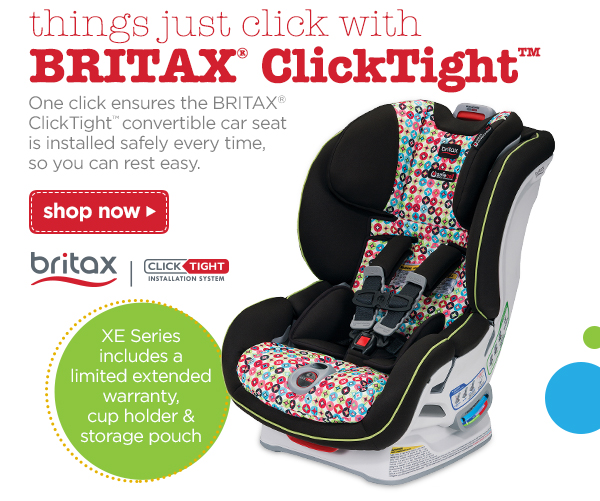 things just click with
BRITAX® ClickTight™
One click ensures the BRITAX®
ClickTight™ convertible car seat
is installed safely every time,
so you can rest easy.
shop now
britax
CLICK TIGHT
INSTALLATION SYSTEM
XE Series
includes a
limited extended
warranty,
cup holder &
storage pouch
britax